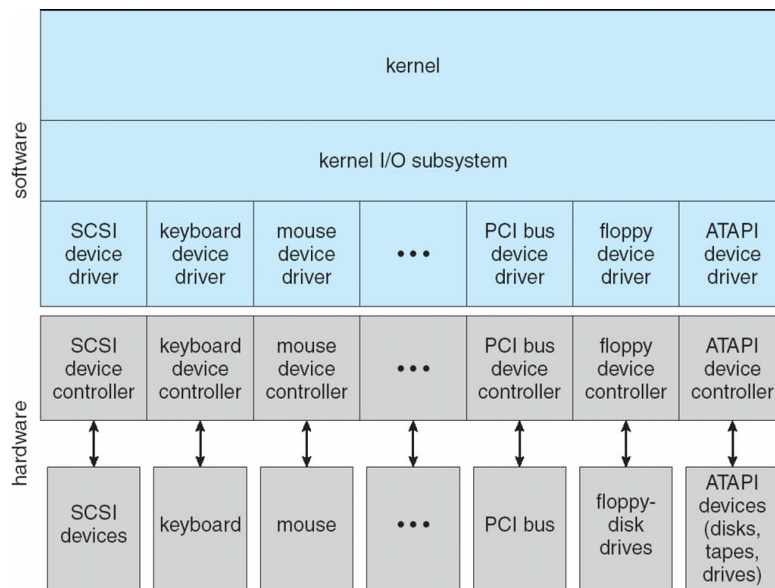 software
kernel
kernel I/O subsystem
SCSI
device
driver
keyboard
device
driver
mouse
device
driver
•••
PCI bus
device
driver
floppy
device
driver
ATAPI
device
driver
hardware
SCSI
device
controller
keyboard
device
controller
mouse
device
controller
•••
PCI bus
device
controller
floppy
device
controller
ATAPI
device
controller
SCSI
devices
keyboard
mouse
•••
PCI bus
floppy-
disk
drives
ATAPI
devices
(disks,
tapes,
drives)